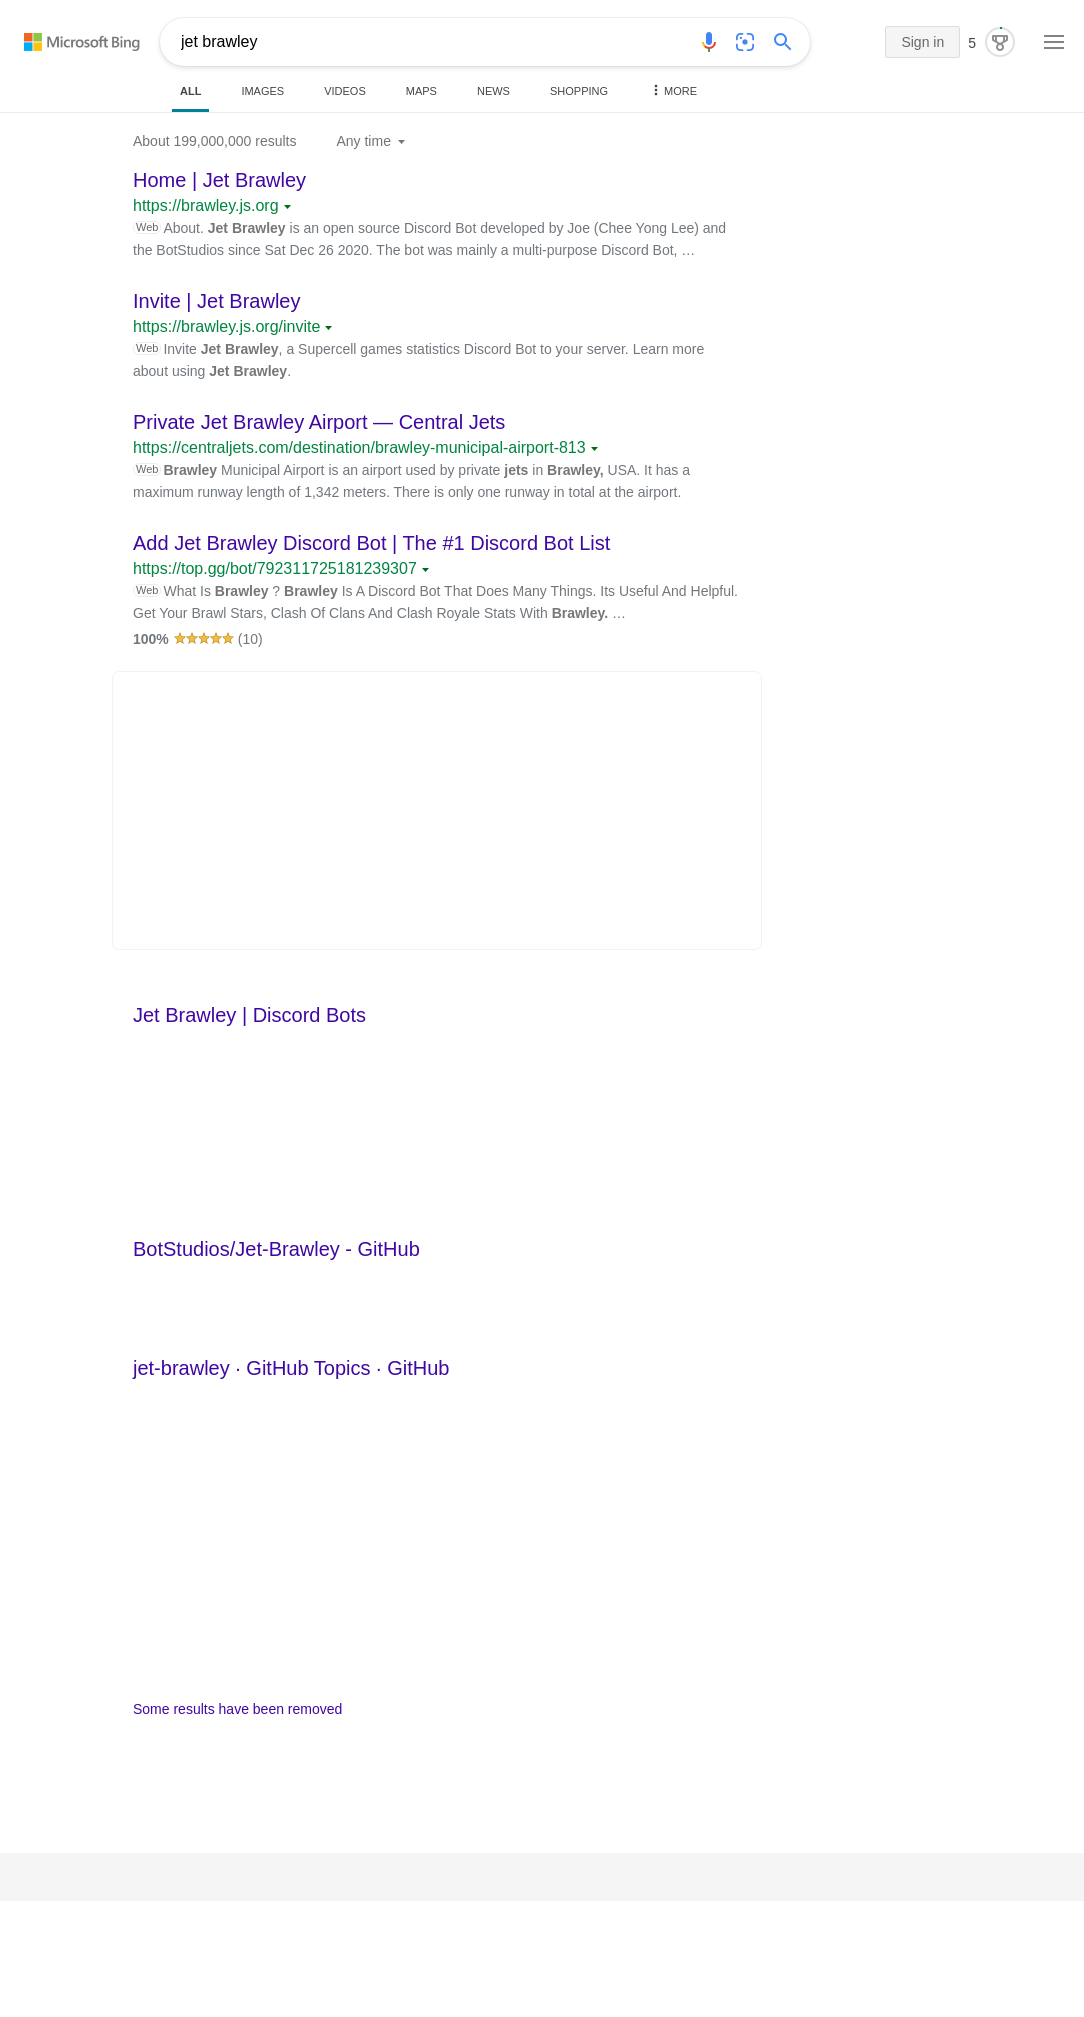 Microsoft Bing
jet brawley
Sign in
5
ALL
IMAGES
VIDEOS
MAPS
NEWS
SHOPPING
MORE
About 199,000,000 results
Any time
Home | Jet Brawley
https://brawley.js.org
Web About. Jet Brawley is an open source Discord Bot developed by Joe (Chee Yong Lee) and
the BotStudios since Sat Dec 26 2020. The bot was mainly a multi-purpose Discord Bot, …
Invite | Jet Brawley
https://brawley.js.org/invite
Web Invite Jet Brawley, a Supercell games statistics Discord Bot to your server. Learn more
about using Jet Brawley.
Private Jet Brawley Airport — Central Jets
https://centraljets.com/destination/brawley-municipal-airport-813
Web Brawley Municipal Airport is an airport used by private jets in Brawley, USA. It has a
maximum runway length of 1,342 meters. There is only one runway in total at the airport.
Add Jet Brawley Discord Bot | The #1 Discord Bot List
https://top.gg/bot/792311725181239307
Web What Is Brawley ? Brawley Is A Discord Bot That Does Many Things. Its Useful And Helpful.
Get Your Brawl Stars, Clash Of Clans And Clash Royale Stats With Brawley. …
100% (10)
Jet Brawley | Discord Bots
BotStudios/Jet-Brawley - GitHub
jet-brawley · GitHub Topics · GitHub
Some results have been removed